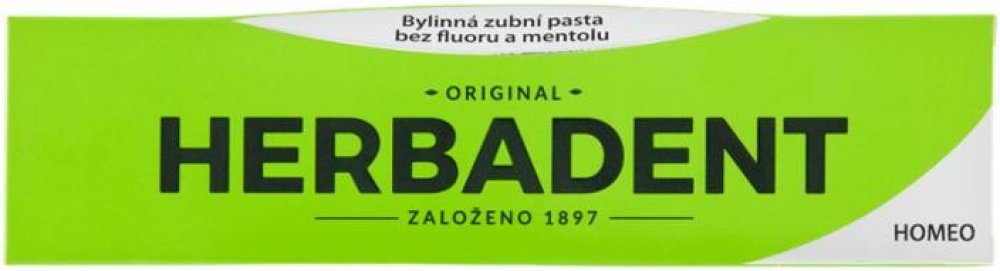 Bylinná zubní pasta
bez fluoru a mentolu
ORIGINAL
HERBADENT
ZALOŽENO 1897
HOMEO